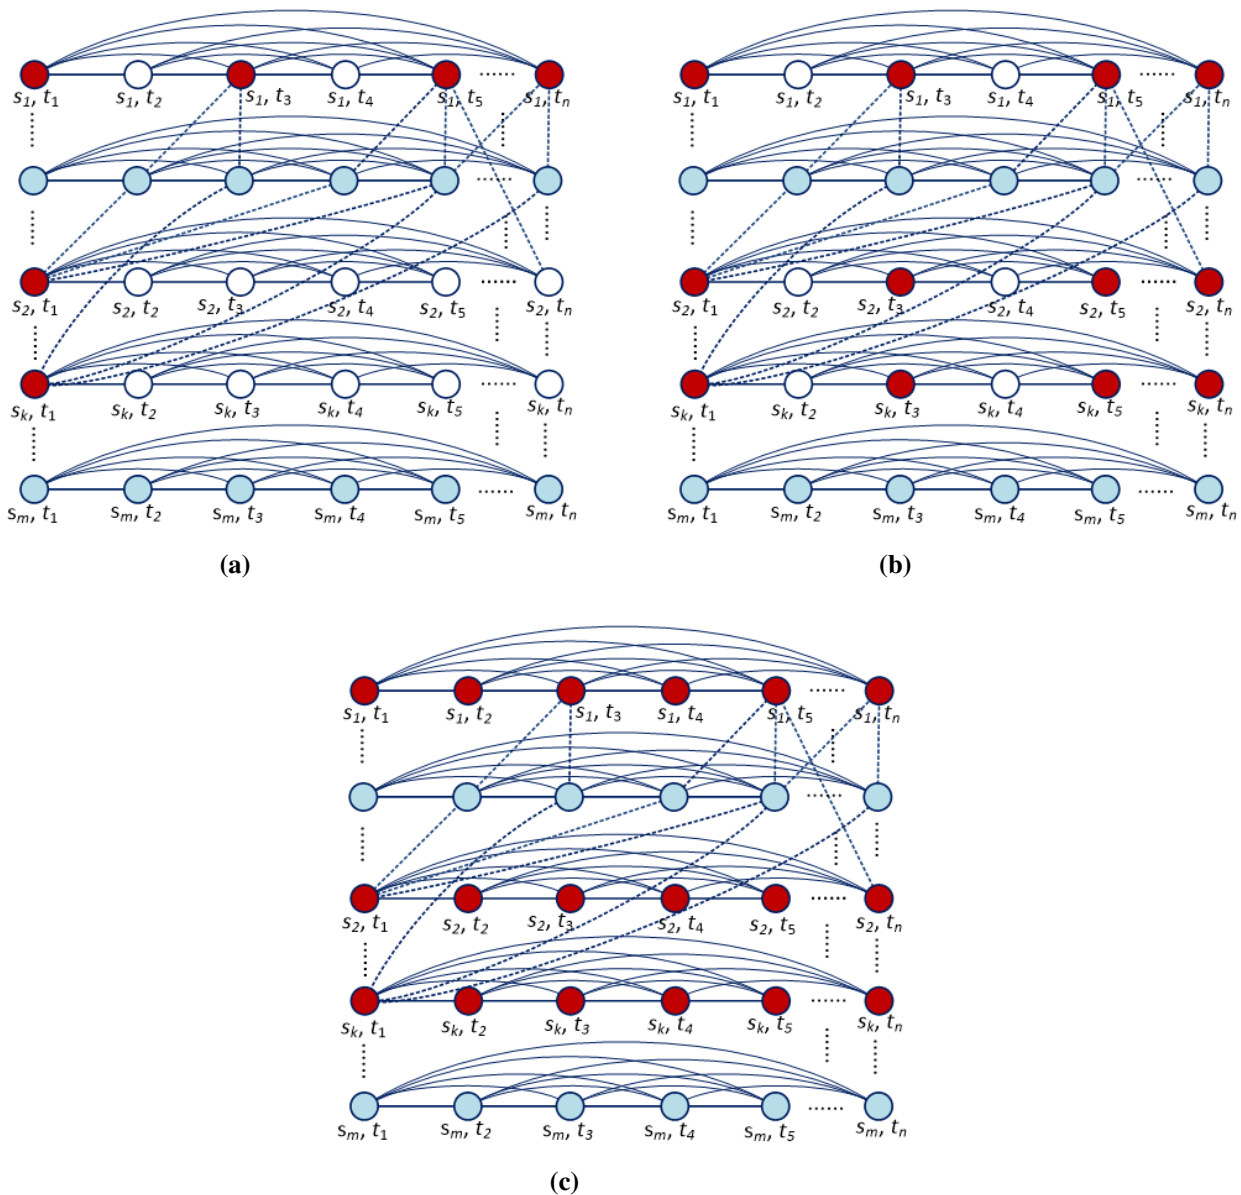 s1, t1 s1, t2 s1, t3 s1, t4 s1, t5 s1, tn
s2, t1 s2, t2 s2, t3 s2, t4 s2, t5 s2, tn
sk, t1 sk, t2 sk, t3 sk, t4 sk, t5 sk, tn
sm, t1 sm, t2 sm, t3 sm, t4 sm, t5 sm, tn
(a)
s1, t1 s1, t2 s1, t3 s1, t4 s1, t5 s1, tn
s2, t1 s2, t2 s2, t3 s2, t4 s2, t5 s2, tn
sk, t1 sk, t2 sk, t3 sk, t4 sk, t5 sk, tn
sm, t1 sm, t2 sm, t3 sm, t4 sm, t5 sm, tn
(b)
s1, t1 s1, t2 s1, t3 s1, t4 s1, t5 s1, tn
s2, t1 s2, t2 s2, t3 s2, t4 s2, t5 s2, tn
sk, t1 sk, t2 sk, t3 sk, t4 sk, t5 sk, tn
sm, t1 sm, t2 sm, t3 sm, t4 sm, t5 sm, tn
(c)